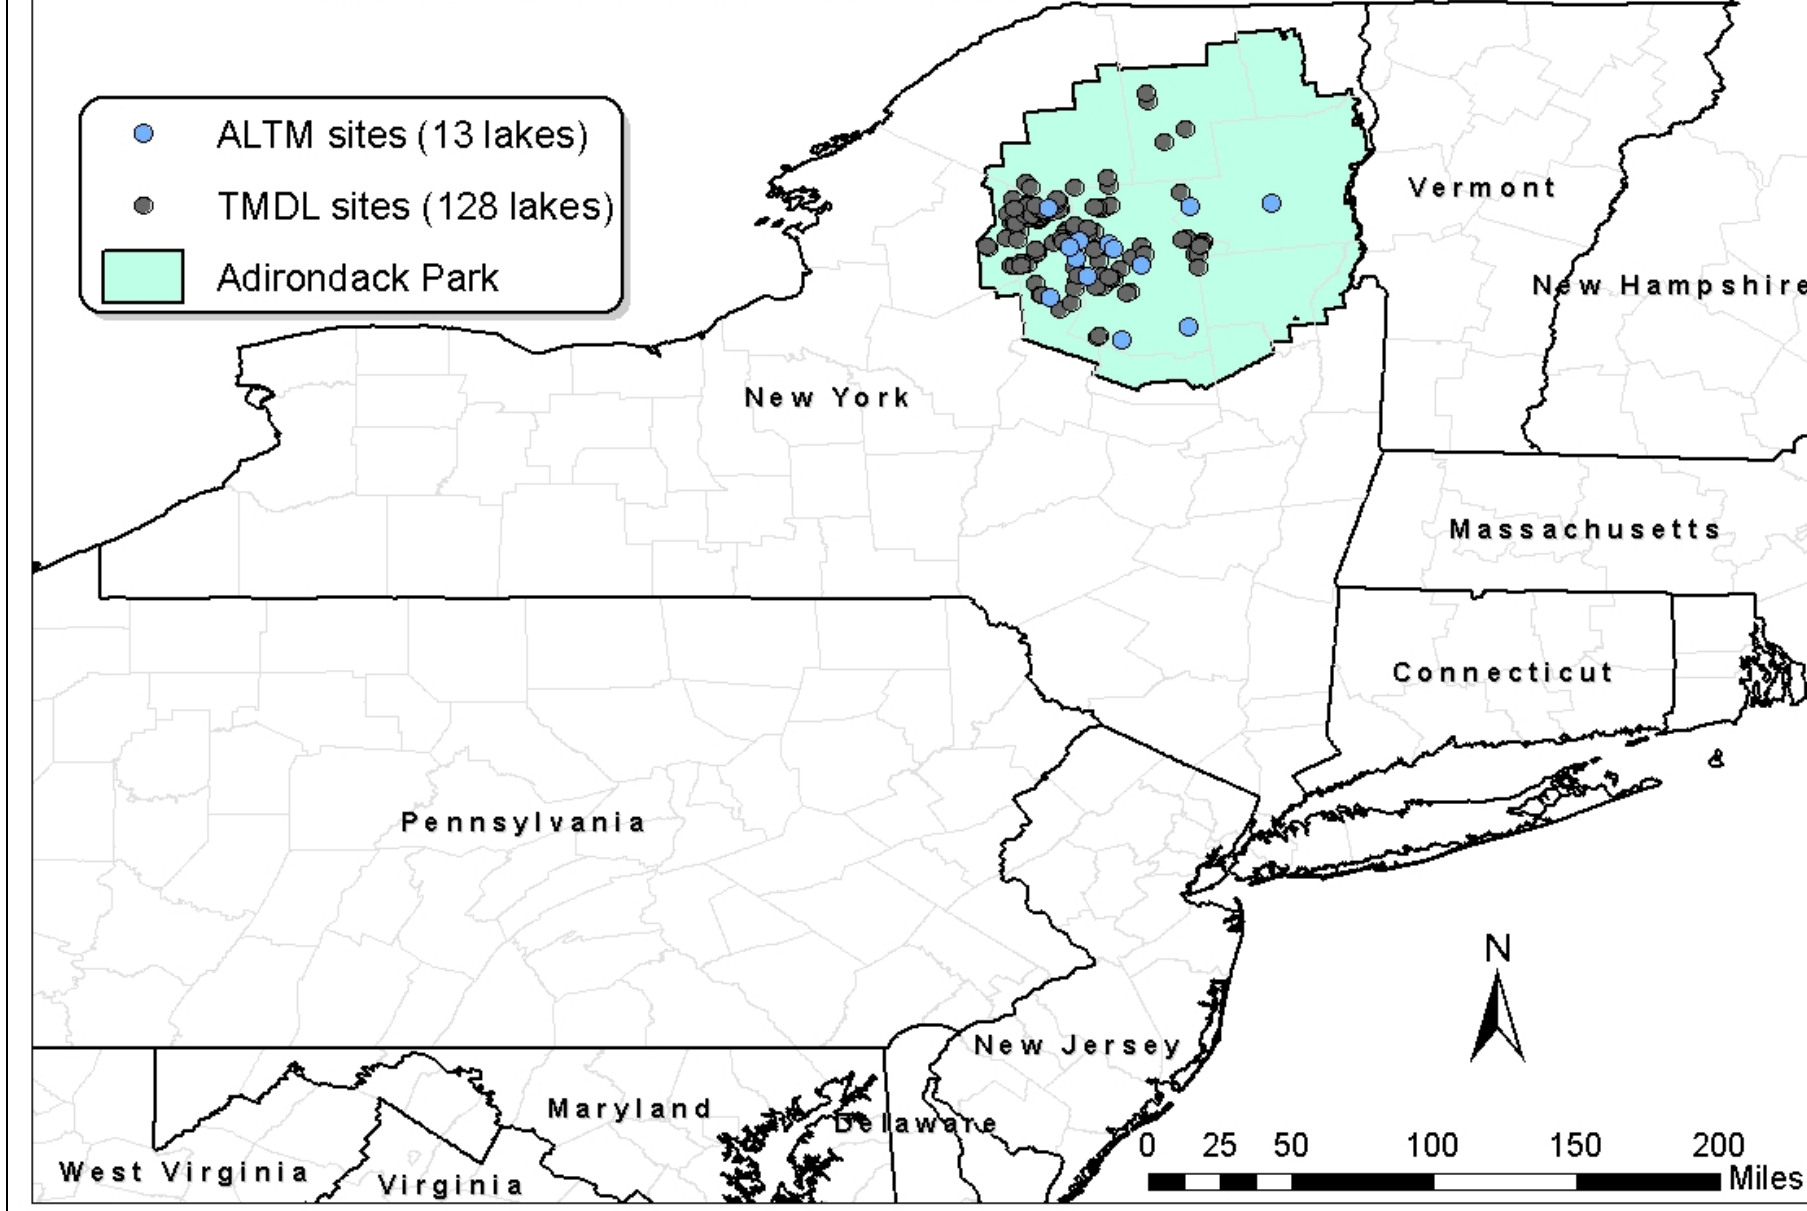 ALTM sites (13 lakes)
TMDL sites (128 lakes)
Adirondack Park
Vermont
New Hampshire
New York
Massachusetts
Connecticut
Pennsylvania
N
New Jersey
Maryland
Delaware
West Virginia
Virginia
0 25 50 100 150 200
Miles